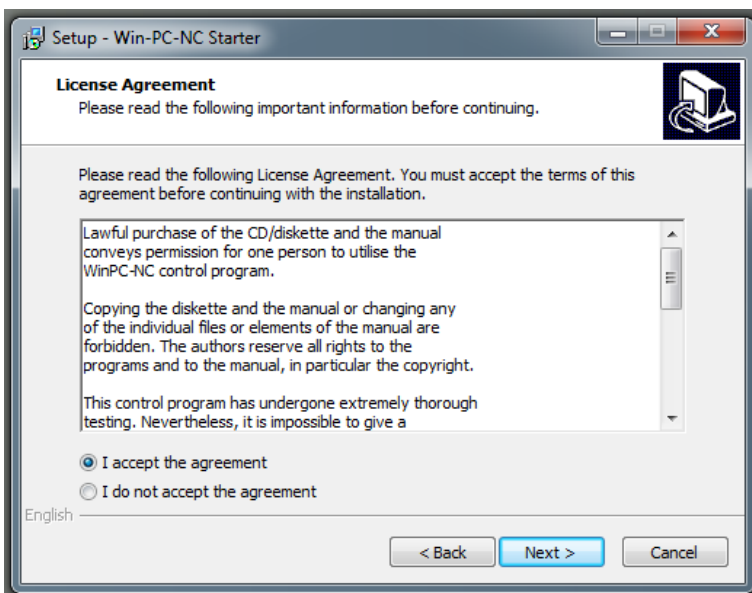 Setup - Win-PC-NC Starter
License Agreement
Please read the following important information before continuing.
Please read the following License Agreement. You must accept the terms of this
agreement before continuing with the installation.
Lawful purchase of the CD/diskette and the manual
conveys permission for one person to utilise the
WinPC-NC control program.
Copying the diskette and the manual or changing any
of the individual files or elements of the manual are
forbidden. The authors reserve all rights to the
programs and to the manual, in particular the copyright.
This control program has undergone extremely thorough
testing. Nevertheless, it is impossible to give a
I accept the agreement
I do not accept the agreement
English
< Back
Next >
Cancel